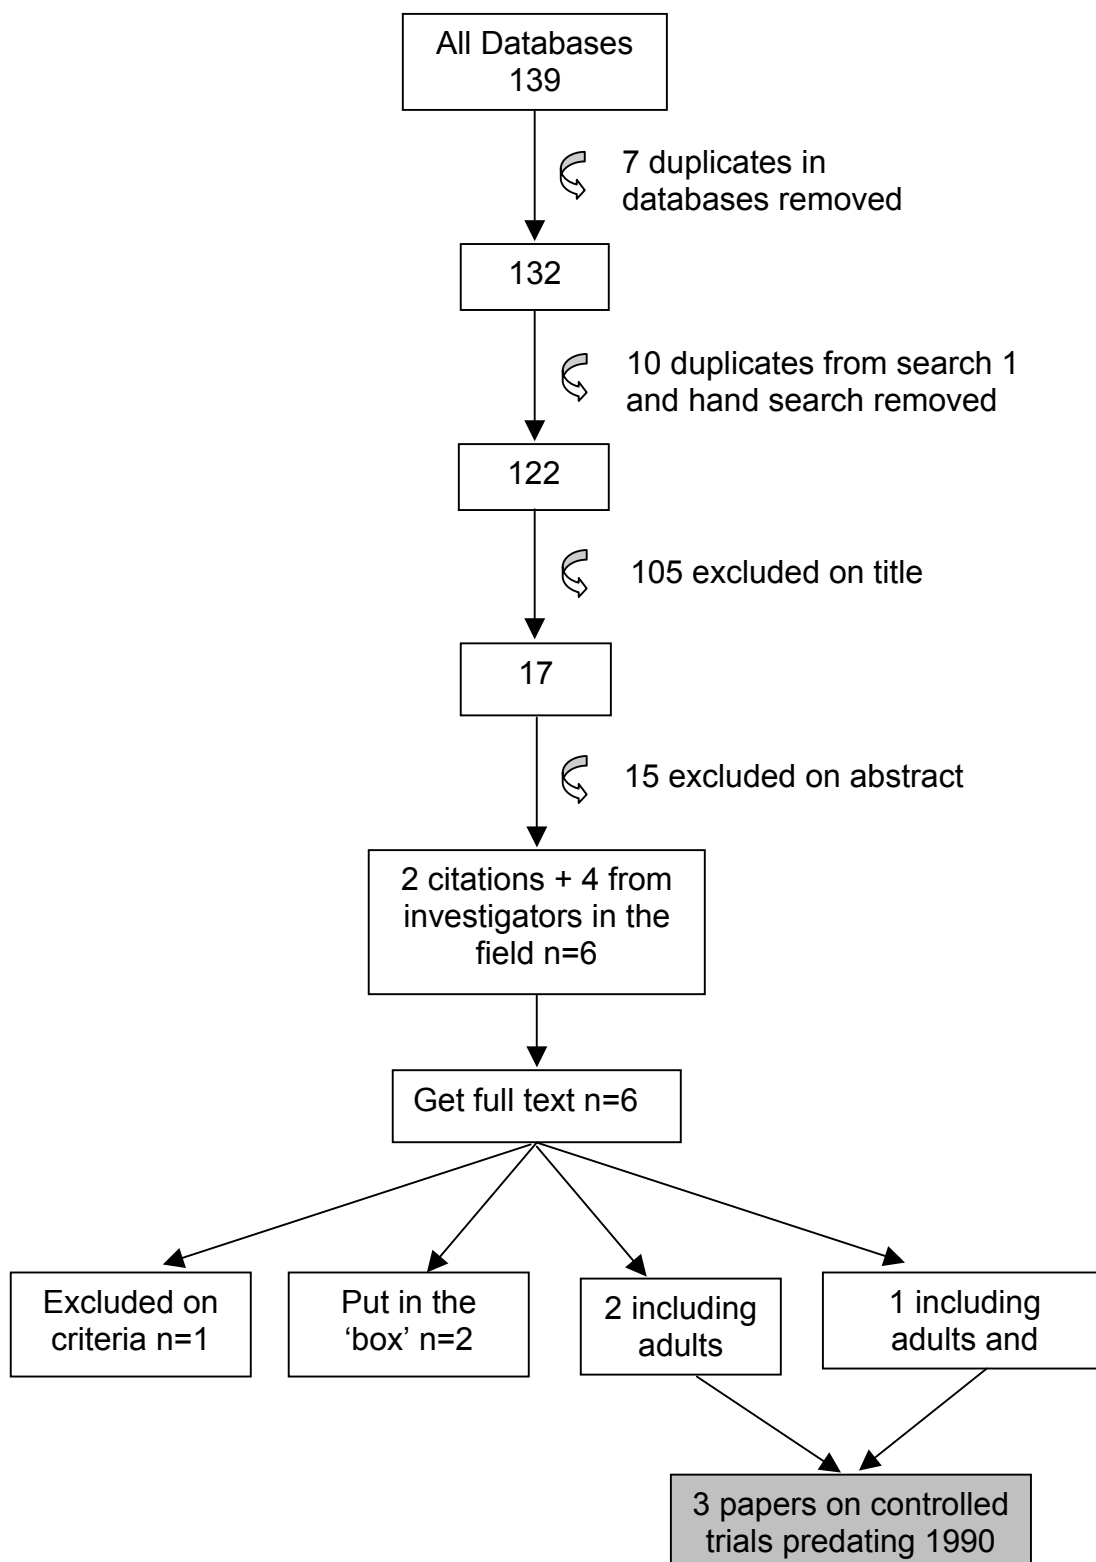 All Databases
139
7 duplicates in
databases removed
132
10 duplicates from search 1
and hand search removed
122
105 excluded on title
17
15 excluded on abstract
2 citations + 4 from
investigators in the
field n=6
Get full text n=6
Excluded on
criteria n=1
Put in the
‘box’ n=2
2 including
adults
1 including
adults and
3 papers on controlled
trials predating 1990